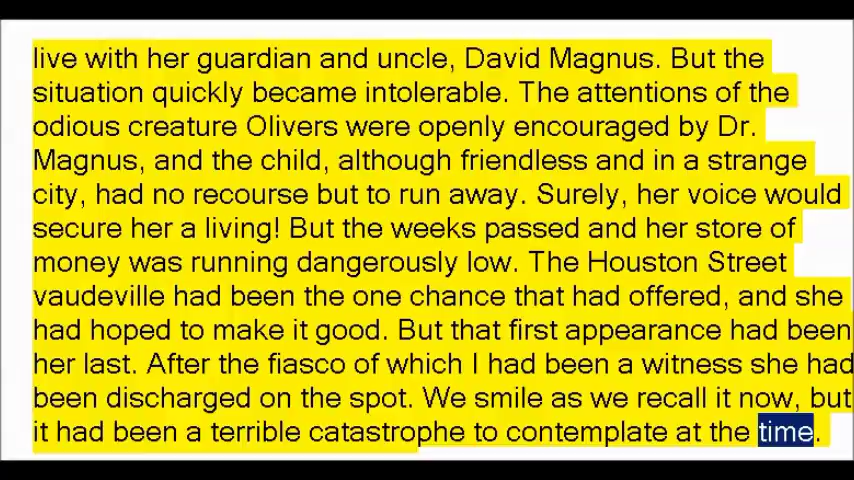 live with her guardian and uncle, David Magnus. But the
situation quickly became intolerable. The attentions of the
odious creature Olivers were openly encouraged by Dr.
Magnus, and the child, although friendless and in a strange
city, had no recourse but to run away. Surely, her voice would
secure her a living! But the weeks passed and her store of
money was running dangerously low. The Houston Street
vaudeville had been the one chance that had offered, and she
had hoped to make it good. But that first appearance had been
her last. After the fiasco of which I had been a witness she had
been discharged on the spot. We smile as we recall it now, but
it had been a terrible catastrophe to contemplate at the time.